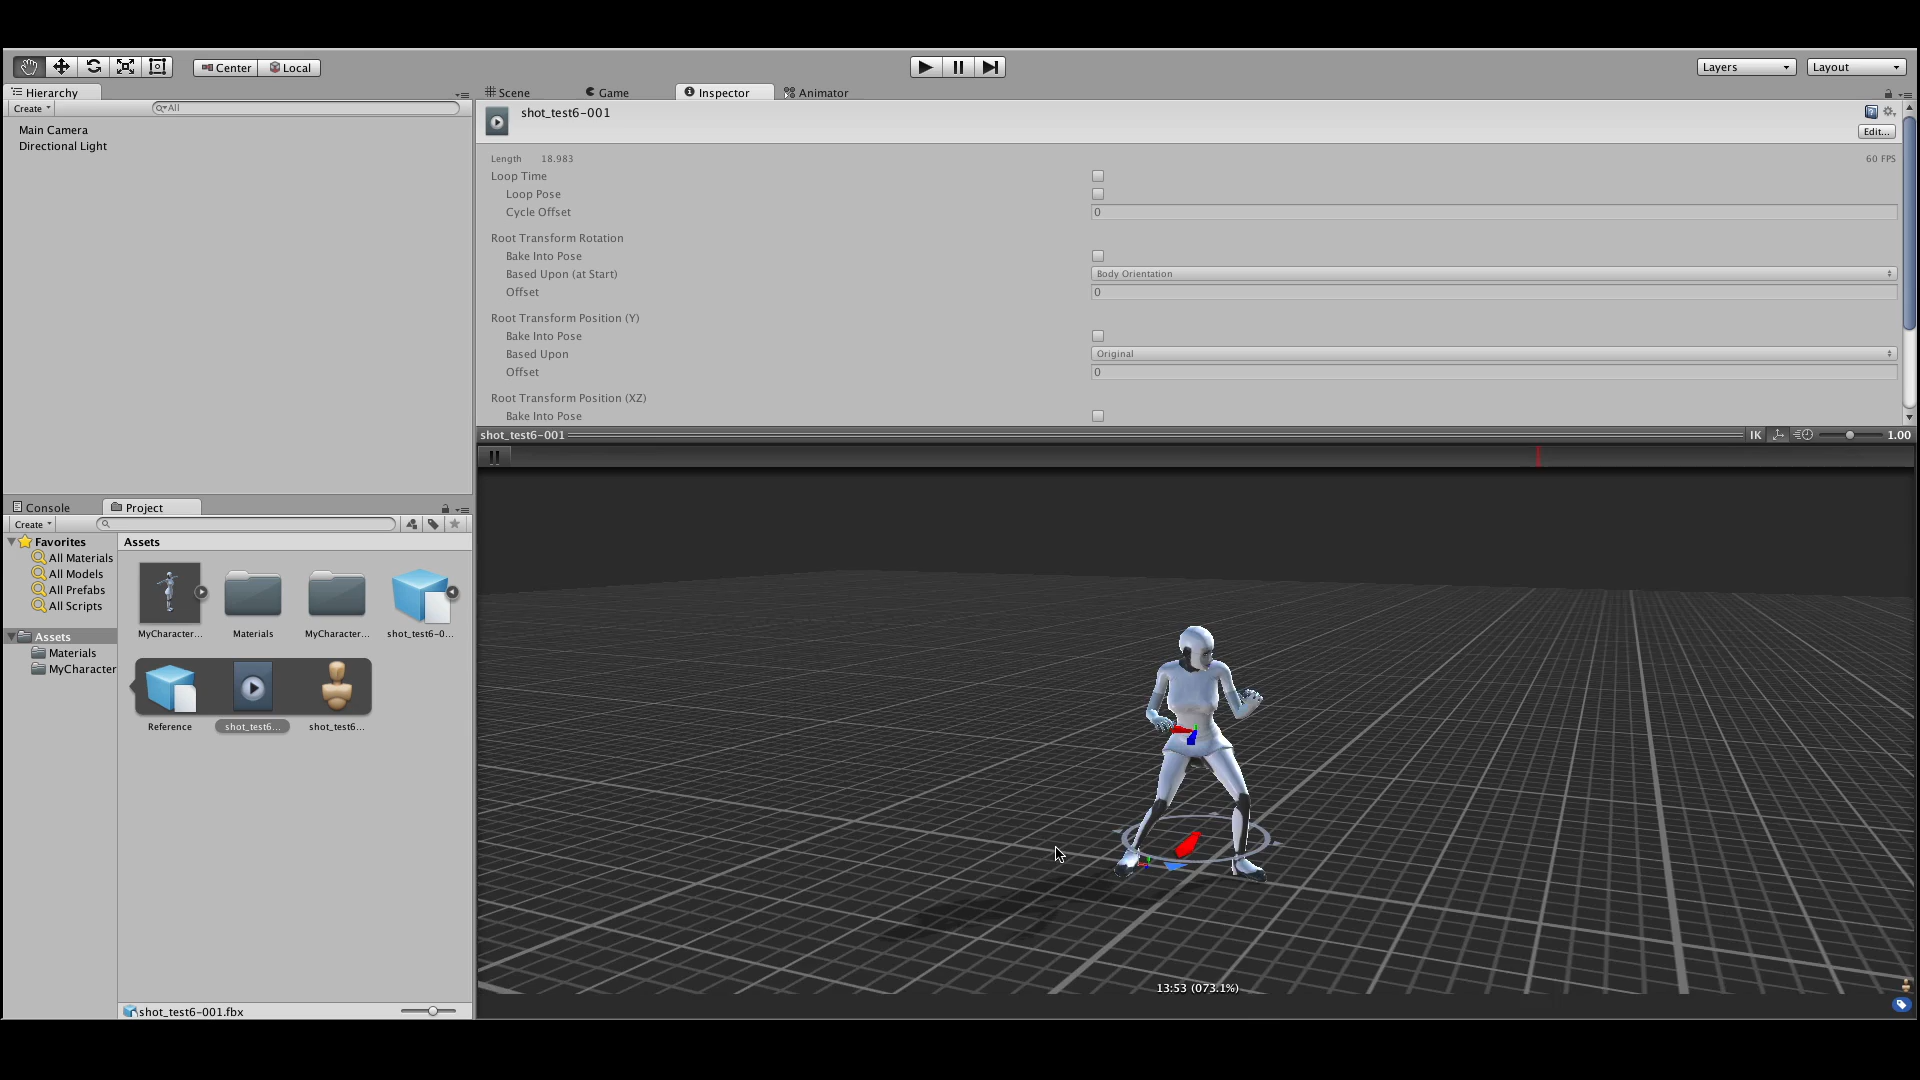 Center
Local
Layers
Layout
Hierarchy
Create
All
Main Camera
Directional Light
Scene
Game
Inspector
Animator
shot_test6-001
Edit...
Length 18.983
60 FPS
Loop Time
Loop Pose
Cycle Offset
0
Root Transform Rotation
Bake Into Pose
Based Upon (at Start)
Body Orientation
Offset
0
Root Transform Position (Y)
Bake Into Pose
Based Upon
Original
Offset
0
Root Transform Position (XZ)
Bake Into Pose
shot_test6-001
IK
1.00
13:53 (073.1%)
Console
Project
Create
Favorites
All Materials
All Models
All Prefabs
All Scripts
Assets
Materials
MyCharacter
Assets
MyCharacter...
Materials
MyCharacter...
shot_test6-0...
Reference
shot_test6...
shot_test6...
shot_test6-001.fbx